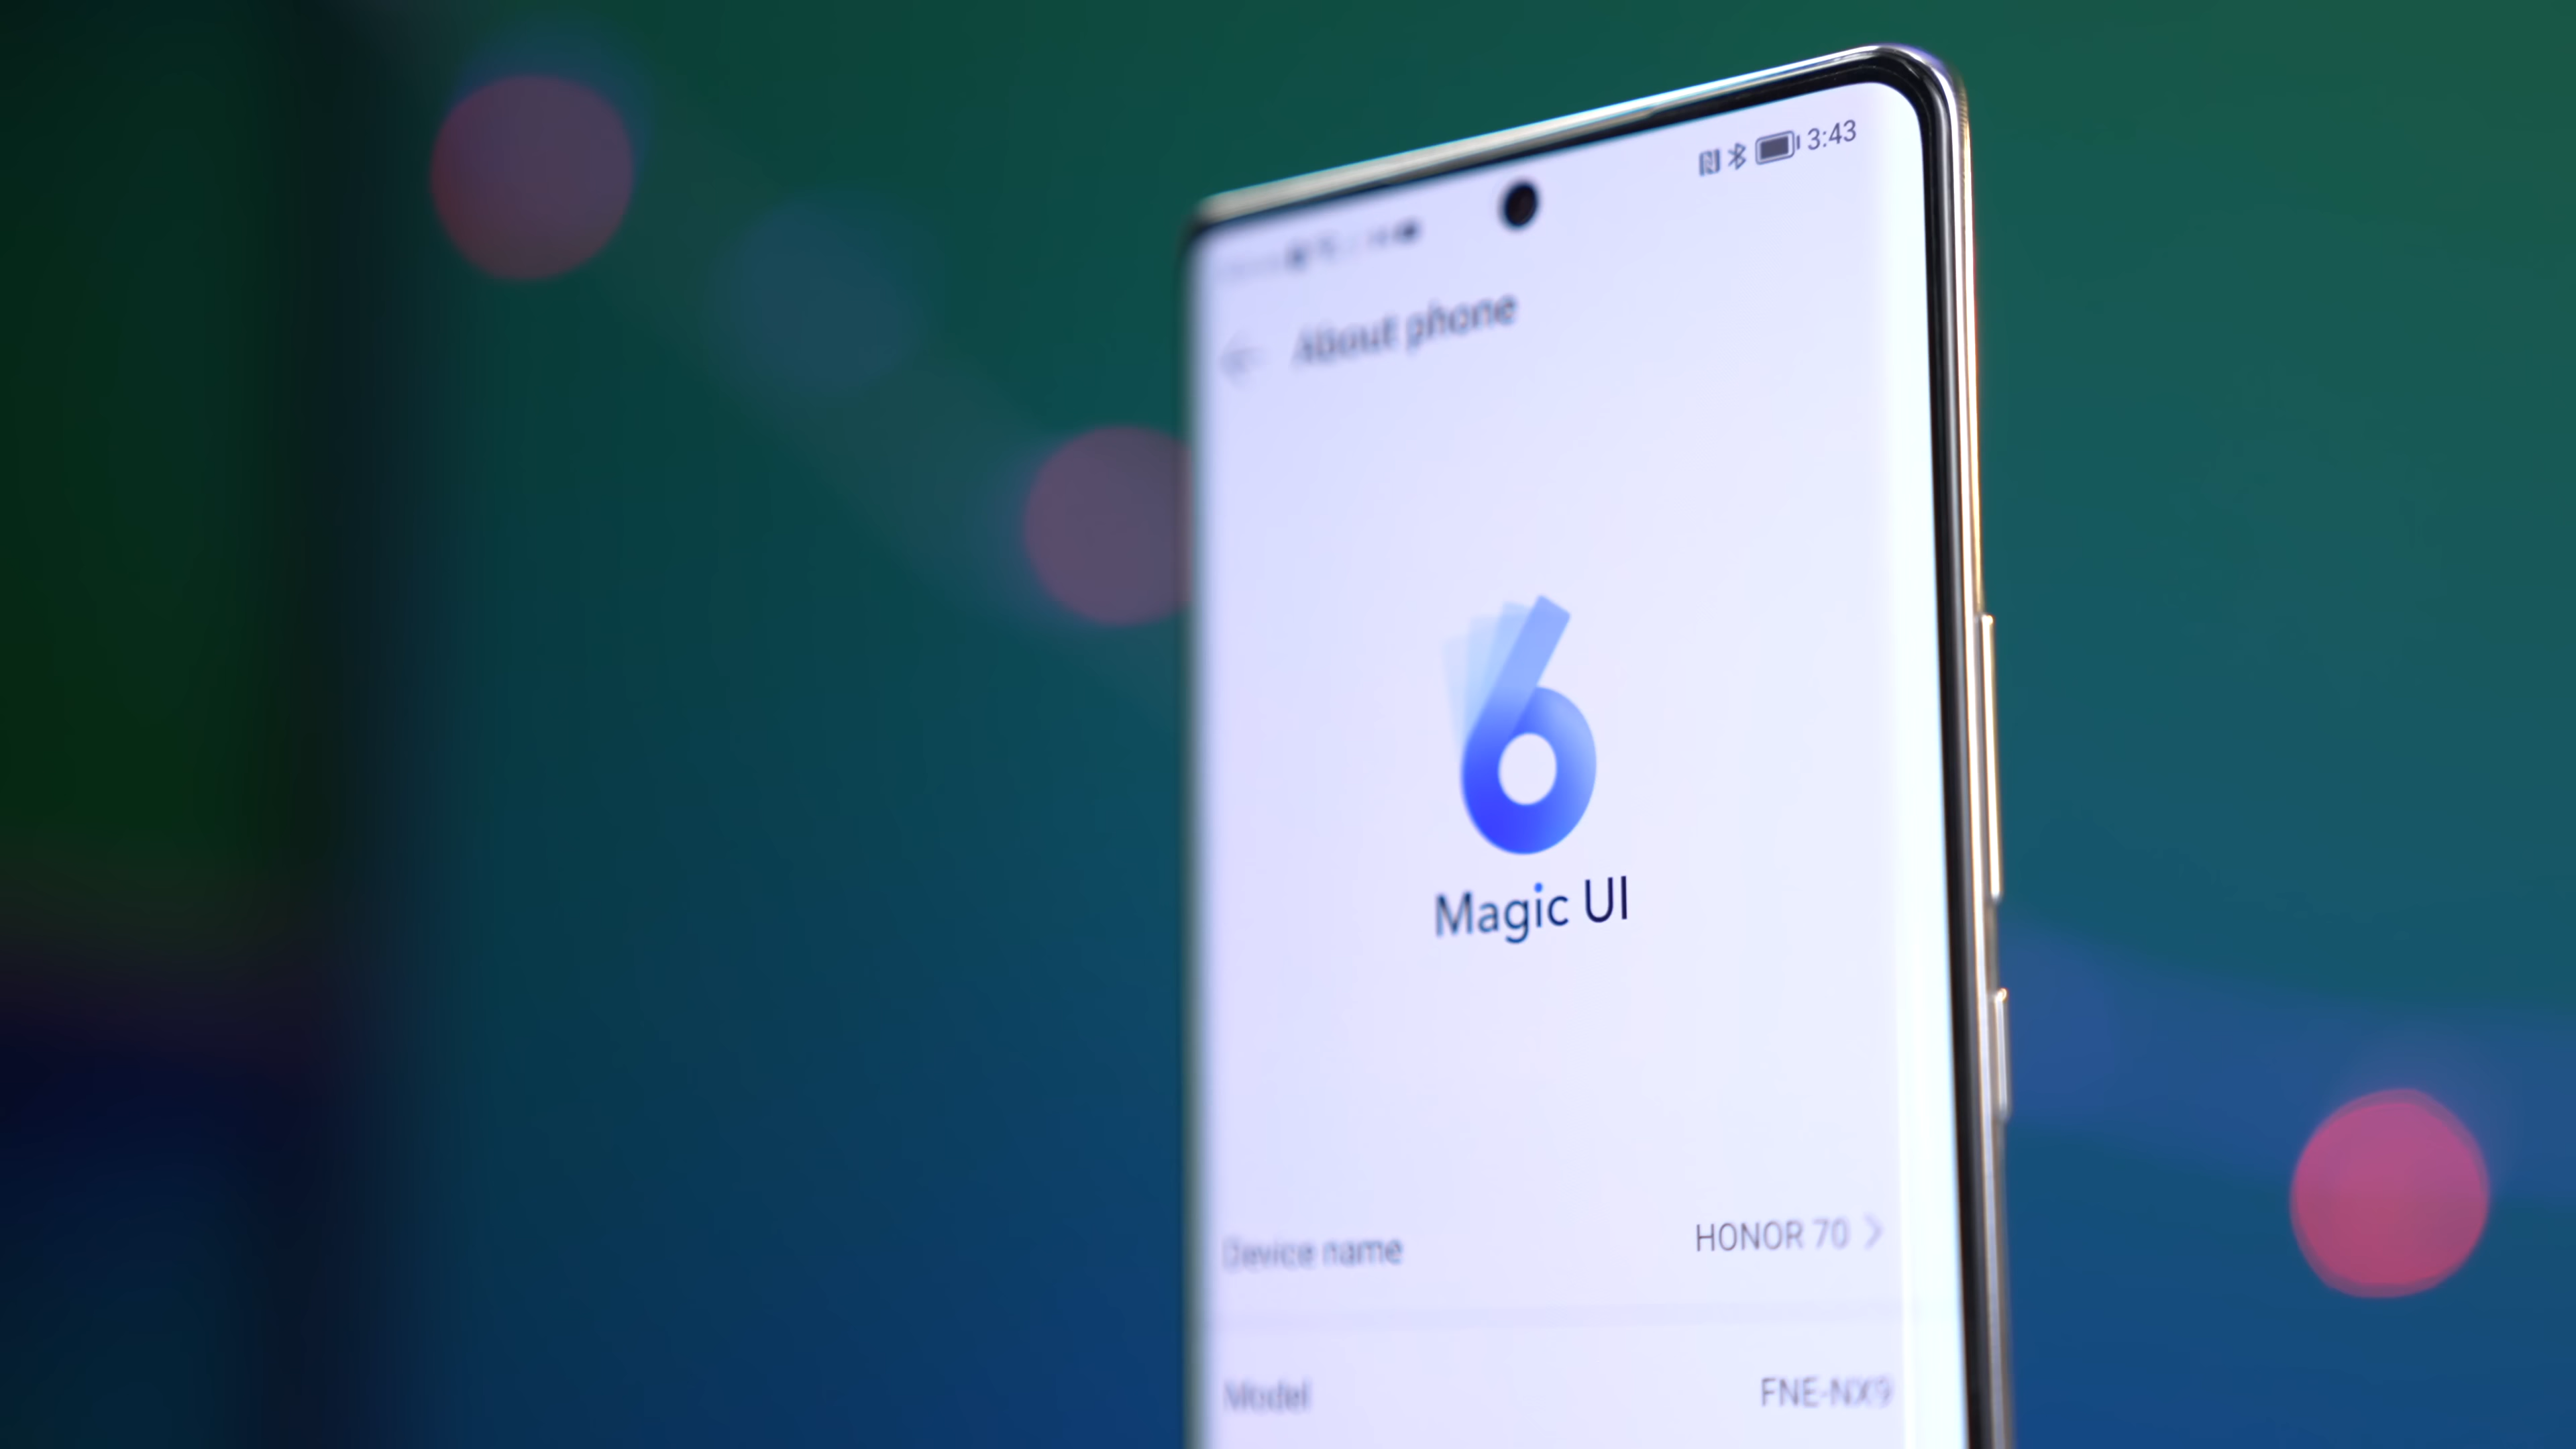 3:43
About phone
6
Magic UI
Device name HONOR 70
Model FNE-NX9